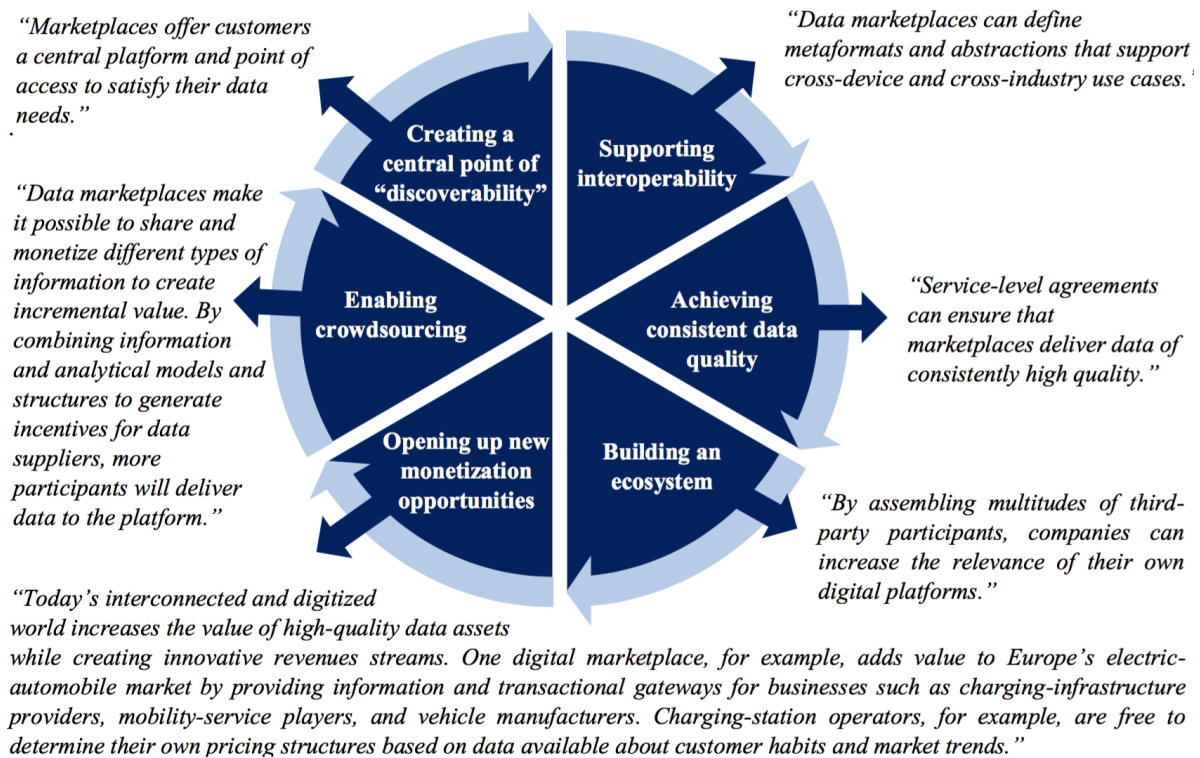 “Marketplaces offer customers
a central platform and point of
access to satisfy their data
needs.”
.
“Data marketplaces can define
metaformats and abstractions that support
cross-device and cross-industry use cases.”
Creating a
central point of
“discoverability”
Supporting
interoperability
“Data marketplaces make
it possible to share and
monetize different types of
information to create
incremental value. By
combining information
and analytical models and
structures to generate
incentives for data
suppliers, more
participants will deliver
data to the platform.”
Enabling
crowdsourcing
Achieving
consistent data
quality
“Service-level agreements
can ensure that
marketplaces deliver data of
consistently high quality.”
Opening up new
monetization
opportunities
Building an
ecosystem
“By assembling multitudes of third-
party participants, companies can
increase the relevance of their own
digital platforms.”
“Today’s interconnected and digitized
world increases the value of high-quality data assets
while creating innovative revenues streams. One digital marketplace, for example, adds value to Europe’s electric-
automobile market by providing information and transactional gateways for businesses such as charging-infrastructure
providers, mobility-service players, and vehicle manufacturers. Charging-station operators, for example, are free to
determine their own pricing structures based on data available about customer habits and market trends.”